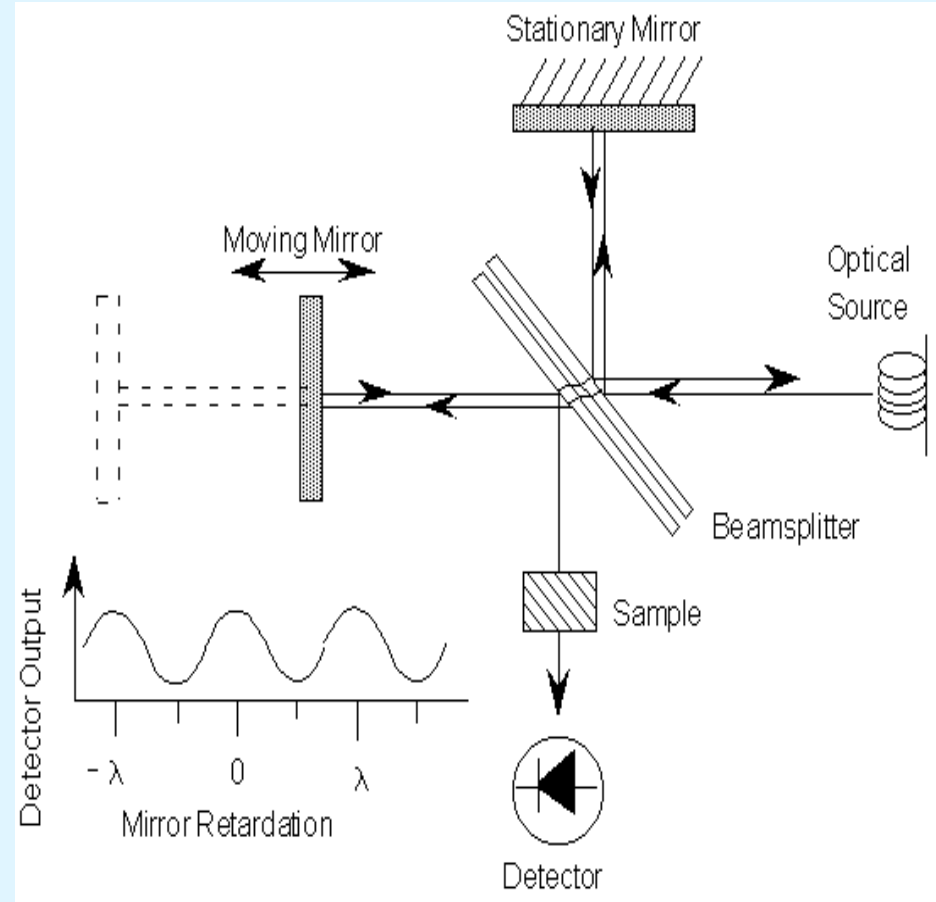 Stationary Mirror
Moving Mirror
Optical
Source
Beamsplitter
Sample
Detector Output
- λ 0 λ
Mirror Retardation
Detector